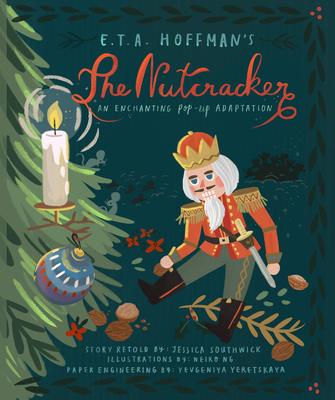 E.T.A. HOFFMAN'S
The Nutcracker
AN ENCHANTING POP-UP ADAPTATION
STORY RETOLD BY: JESSICA SOUTHWICK
ILLUSTRATIONS BY: NEIKO NG
PAPER ENGINEERING BY: YEVGENIYA YERETSKAYA